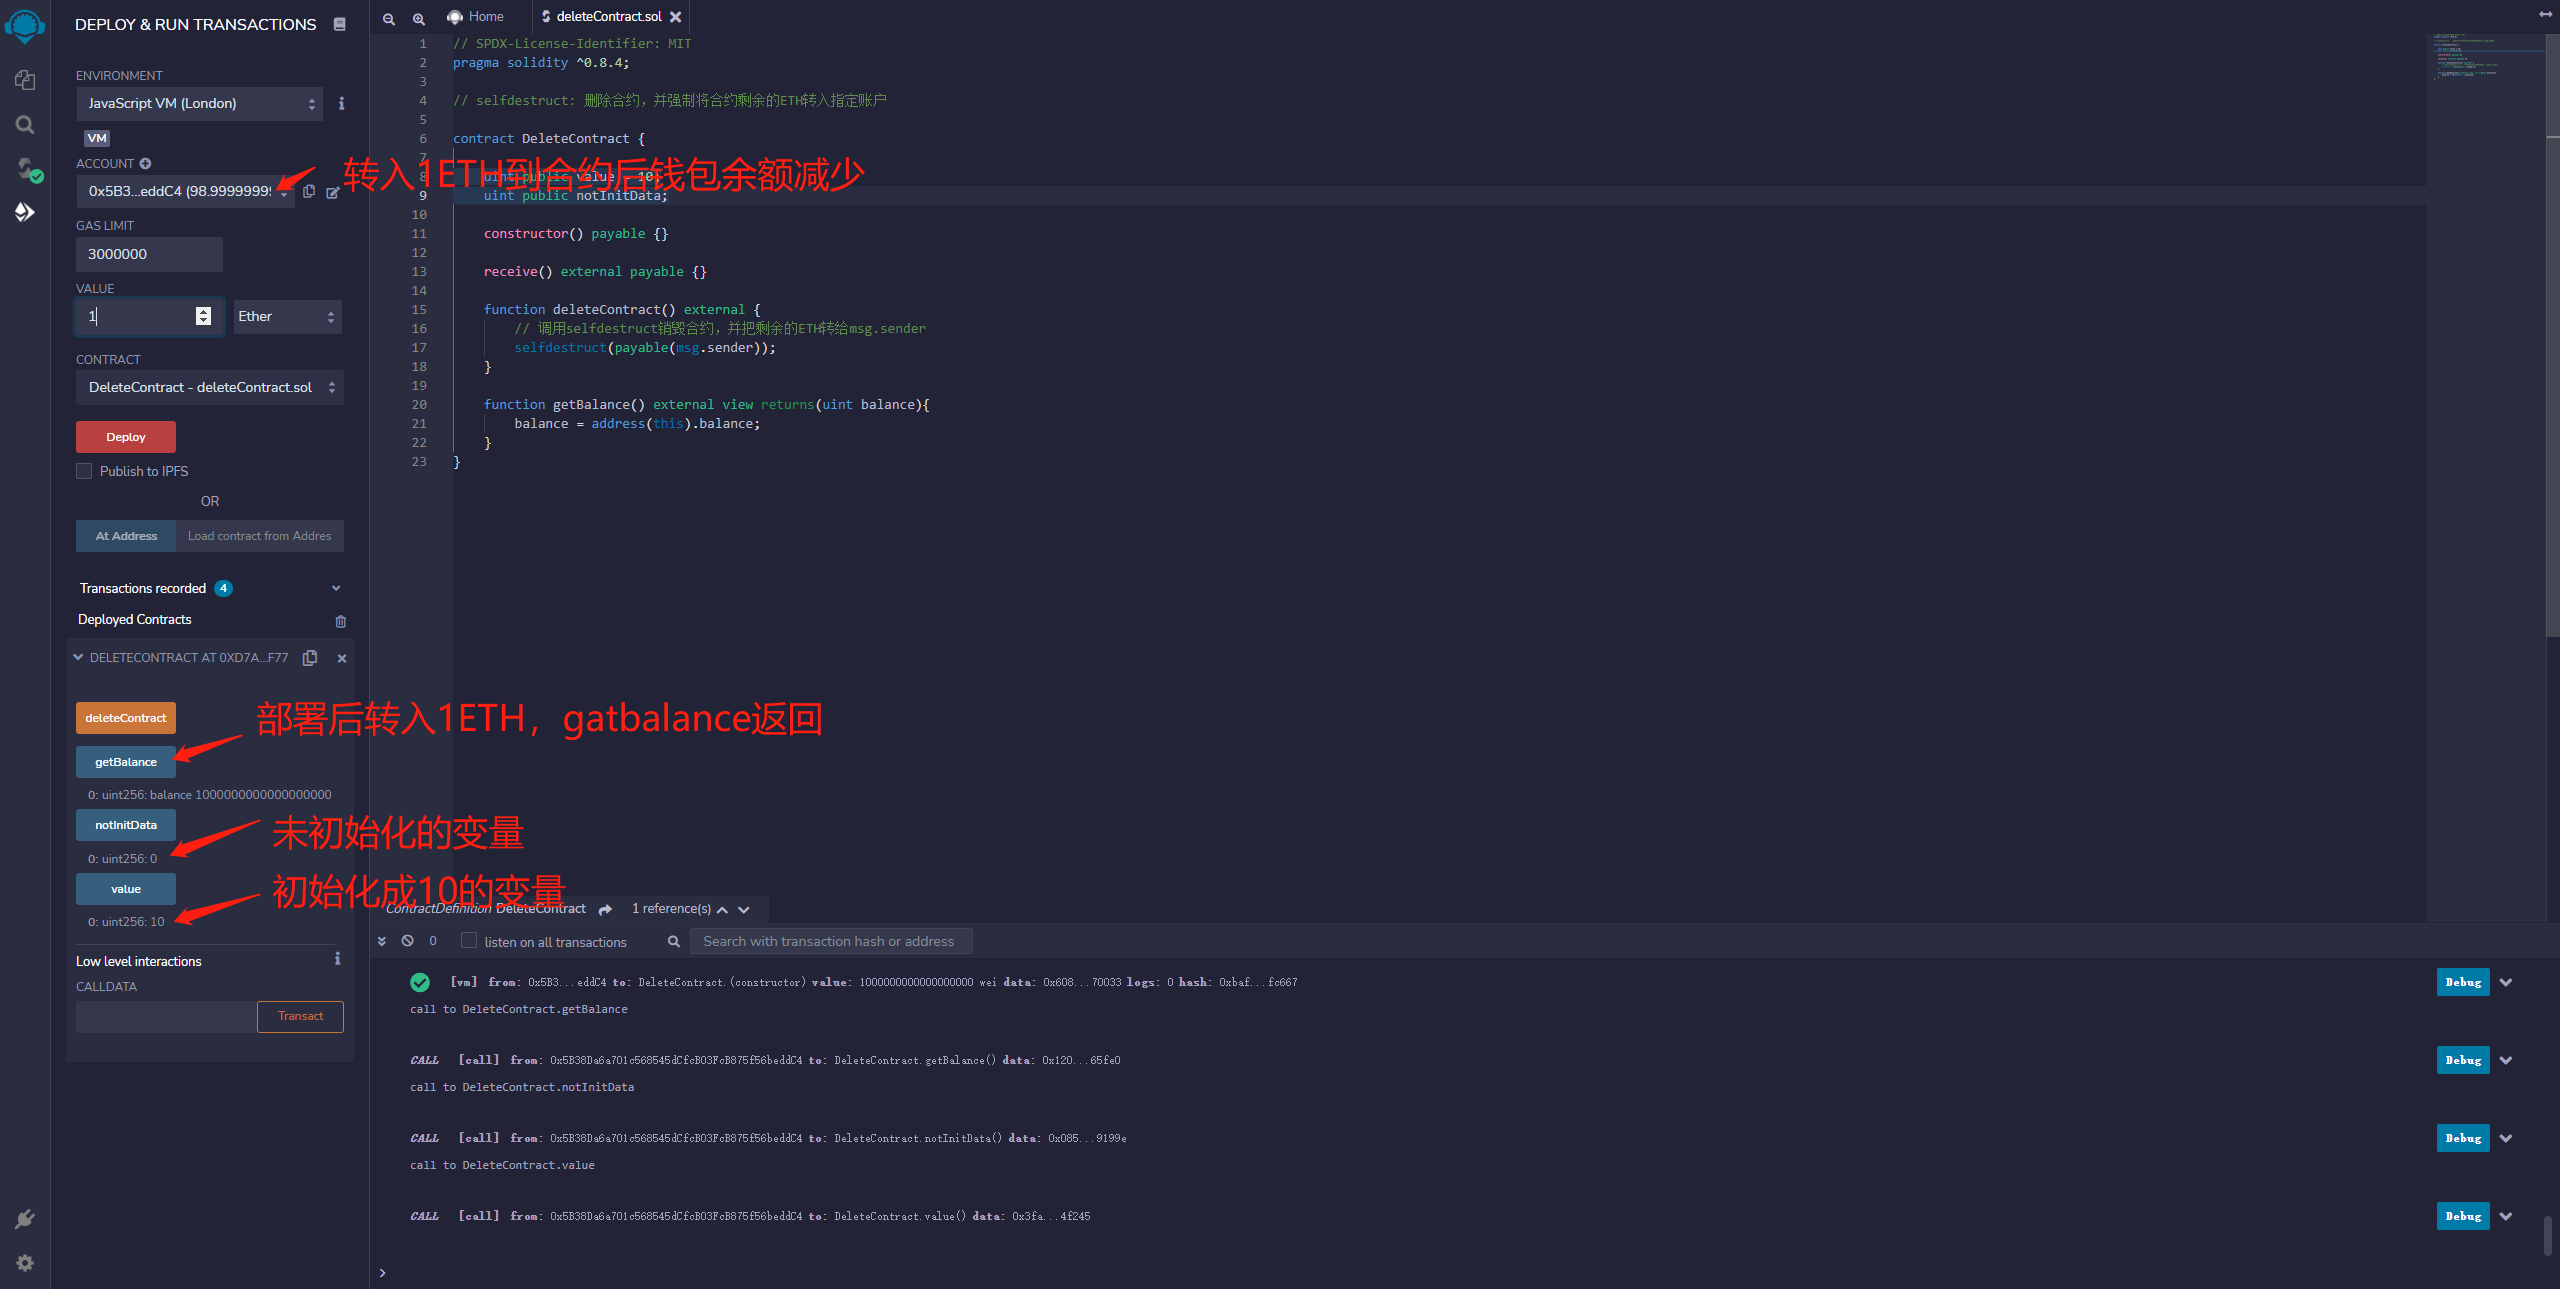 DEPLOY & RUN TRANSACTIONS
ENVIRONMENT
JavaScript VM (London)
VM
ACCOUNT
0x5B3...eddC4 (98.99999999
转入1ETH到合约后钱包余额减少
GAS LIMIT
3000000
VALUE
1
Ether
CONTRACT
DeleteContract - deleteContract.sol
Deploy
Publish to IPFS
OR
At Address
Load contract from Addres
Transactions recorded 4
Deployed Contracts
DELETECONTRACT AT 0XD7A...F77
deleteContract
部署后转入1ETH，gatbalance返回
getBalance
0: uint256: balance 1000000000000000000
notInitData
未初始化的变量
0: uint256: 0
value
初始化成10的变量
0: uint256: 10
Low level interactions
CALLDATA
Transact
Home
deleteContract.sol
1 // SPDX-License-Identifier: MIT
2 pragma solidity ^0.8.4;
3
4 // selfdestruct: 删除合约，并强制将合约剩余的ETH转入指定账户
5
6 contract DeleteContract {
7
8 uint public value = 10;
9 uint public notInitData;
10
11 constructor() payable {}
12
13 receive() external payable {}
14
15 function deleteContract() external {
16 // 调用selfdestruct销毁合约，并把剩余的ETH转给msg.sender
17 selfdestruct(payable(msg.sender));
18 }
19
20 function getBalance() external view returns(uint balance){
21 balance = address(this).balance;
22 }
23 }
ContractDefinition DeleteContract 1 reference(s)
0 listen on all transactions Search with transaction hash or address
[vm] from: 0x5B3...eddC4 to: DeleteContract.(constructor) value: 1000000000000000000 wei data: 0x608...70033 logs: 0 hash: 0xbaf...fc667
Debug
call to DeleteContract.getBalance
CALL [call] from: 0x5B38Da6a701c568545dCfcB03FcB875f56beddC4 to: DeleteContract.getBalance() data: 0x120...65fe0
Debug
call to DeleteContract.notInitData
CALL [call] from: 0x5B38Da6a701c568545dCfcB03FcB875f56beddC4 to: DeleteContract.notInitData() data: 0x085...9199e
Debug
call to DeleteContract.value
CALL [call] from: 0x5B38Da6a701c568545dCfcB03FcB875f56beddC4 to: DeleteContract.value() data: 0x3fa...4f245
Debug
>